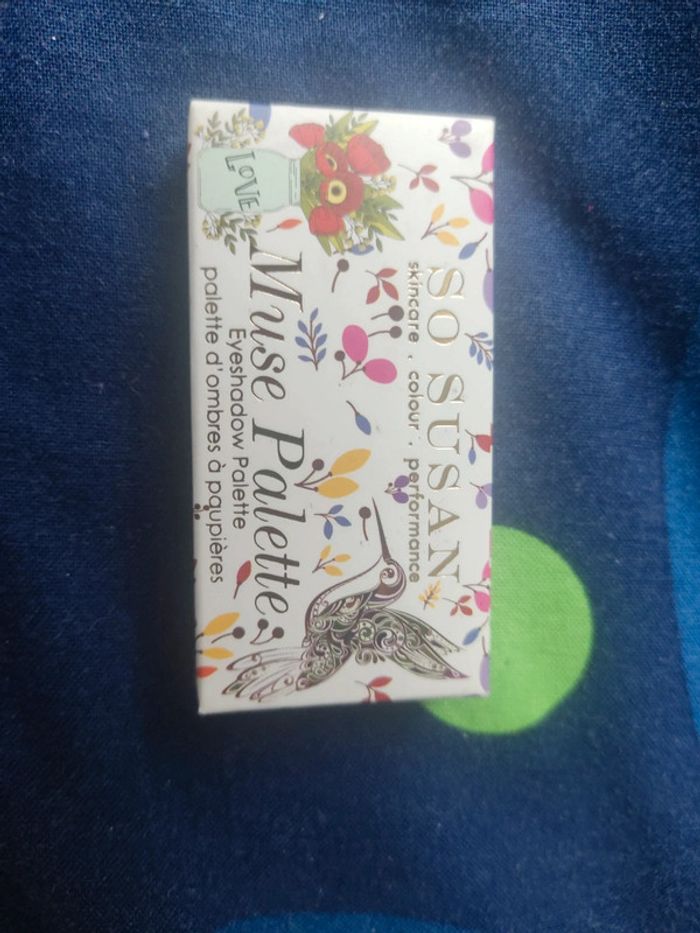 SO SUSAN
skincare . colour . performance
LOVE
Muse Palette
Eyeshadow Palette
palette d'ombres à paupières